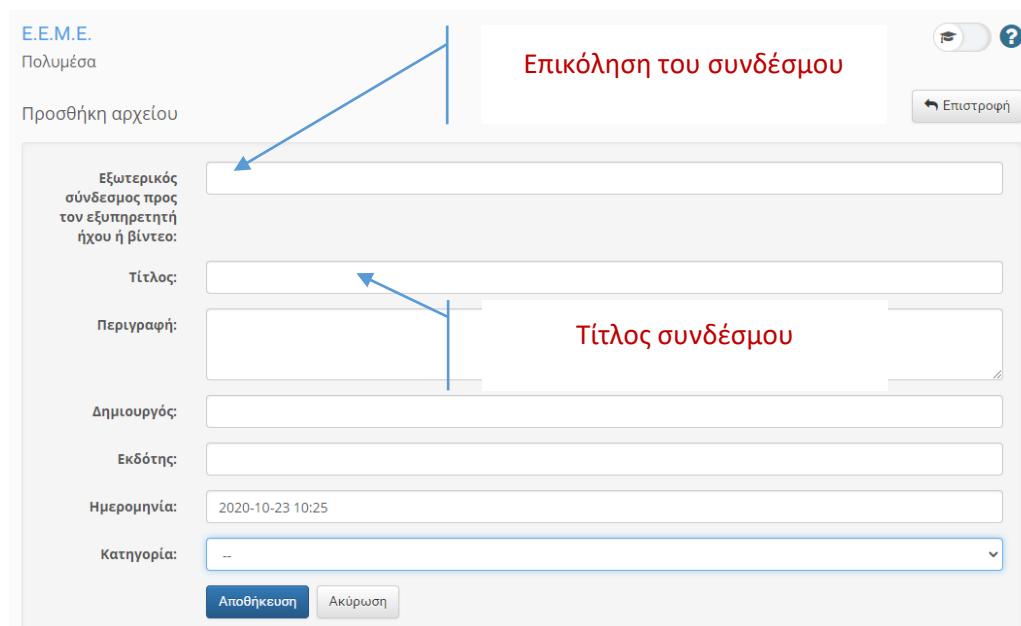 Ε.Ε.Μ.Ε.
Πολυμέσα
Επικόληση του συνδέσμου
Προσθήκη αρχείου
Επιστροφή
Εξωτερικός
σύνδεσμος προς
τον εξυπηρετητή
ήχου ή βίντεο:
Τίτλος:
Περιγραφή:
Τίτλος συνδέσμου
Δημιουργός:
Εκδότης:
Ημερομηνία: 2020-10-23 10:25
Κατηγορία: --
Αποθήκευση Ακύρωση